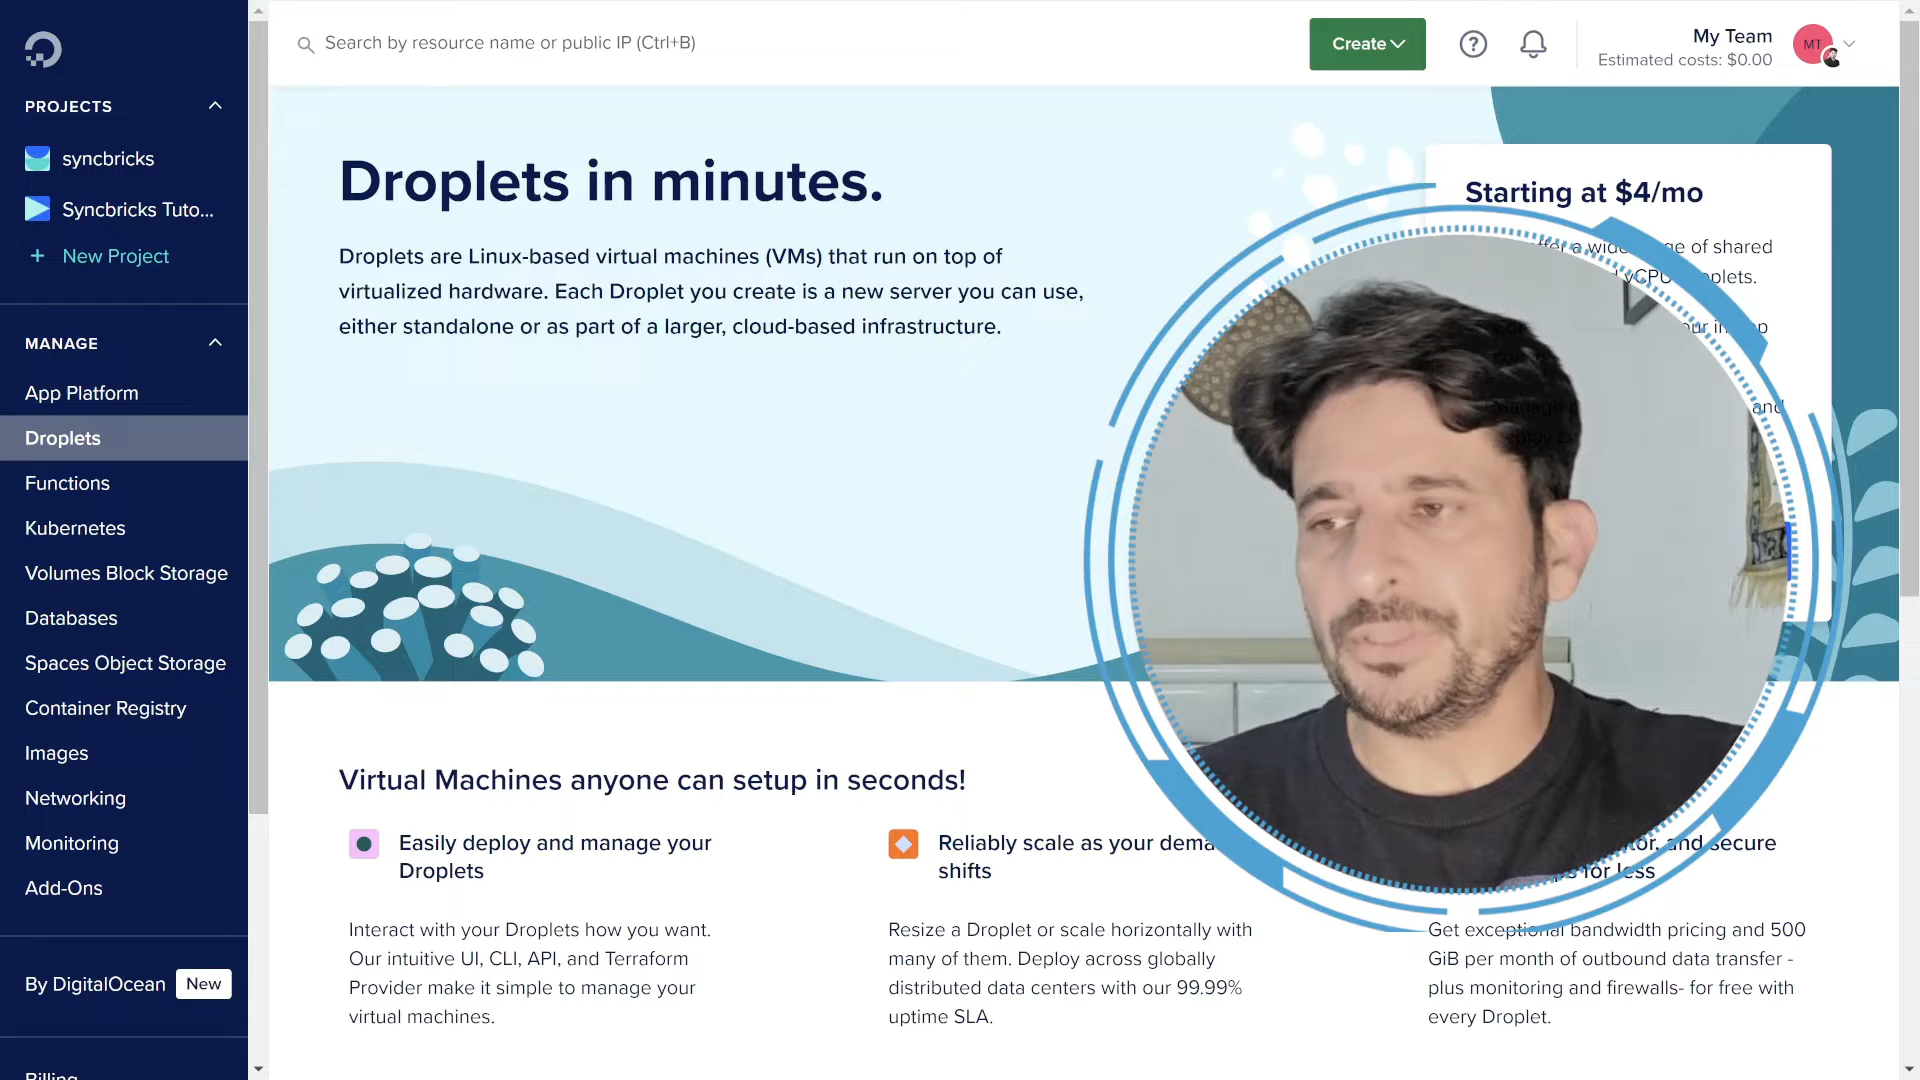 Search by resource name or public IP (Ctrl+B)
Create
My Team
Estimated costs: $0.00
MT
PROJECTS
syncbricks
Syncbricks Tuto...
+ New Project
MANAGE
App Platform
Droplets
Functions
Kubernetes
Volumes Block Storage
Databases
Spaces Object Storage
Container Registry
Images
Networking
Monitoring
Add-Ons
By DigitalOcean New
Billing
Droplets in minutes.
Droplets are Linux-based virtual machines (VMs) that run on top of
virtualized hardware. Each Droplet you create is a new server you can use,
either standalone or as part of a larger, cloud-based infrastructure.
Starting at $4/mo
of shared
and
Virtual Machines anyone can setup in seconds!
Easily deploy and manage your
Droplets
Interact with your Droplets how you want.
Our intuitive UI, CLI, API, and Terraform
Provider make it simple to manage your
virtual machines.
Reliably scale as your
shifts
Resize a Droplet or scale horizontally with
many of them. Deploy across globally
distributed data centers with our 99.99%
uptime SLA.
and secure
for less
Get exceptional bandwidth pricing and 500
GiB per month of outbound data transfer -
plus monitoring and firewalls- for free with
every Droplet.